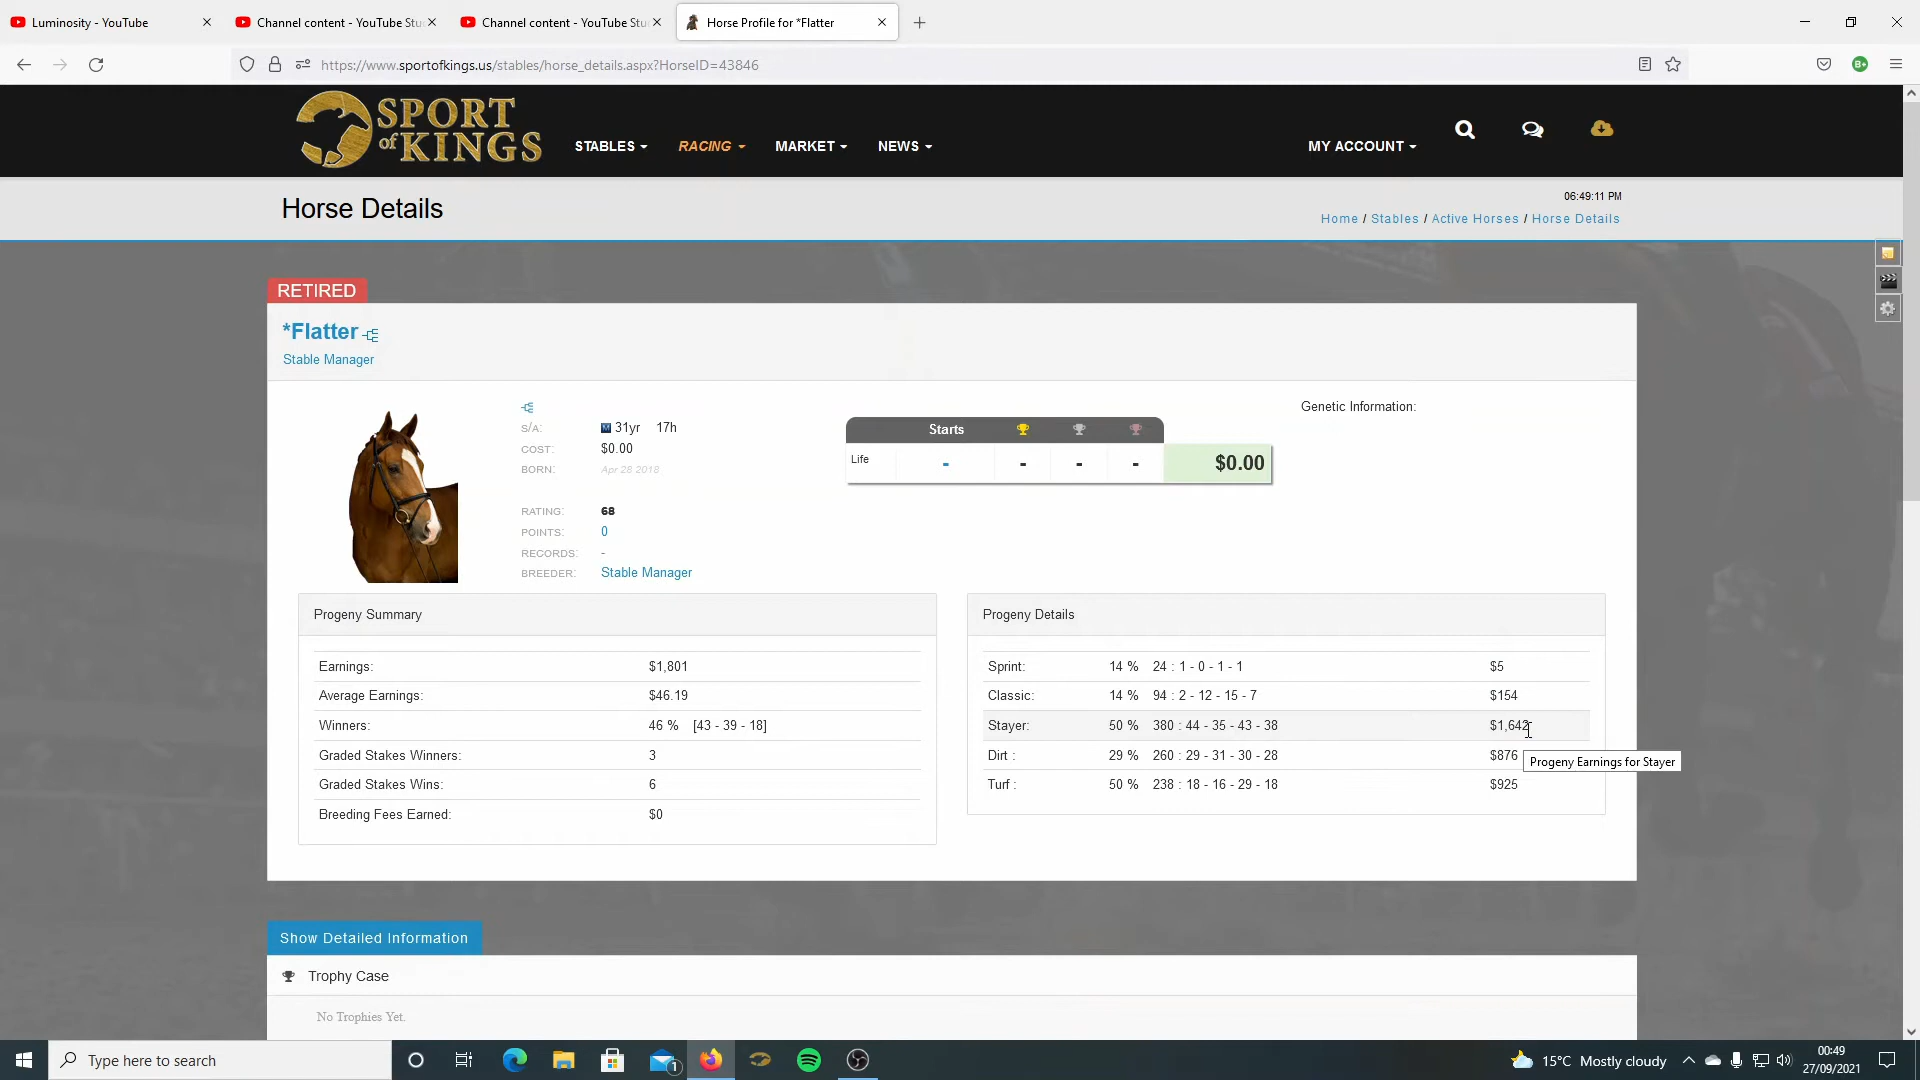 Luminosity - YouTube
Channel content - YouTube Stu
Channel content - YouTube Stu
Horse Profile for *Flatter
https://www.sportofkings.us/stables/horse_details.aspx?HorseID=43846
SPORT of KINGS
STABLES RACING MARKET NEWS MY ACCOUNT
Horse Details
06:49:11 PM
Home / Stables / Active Horses / Horse Details
RETIRED
*Flatter
Stable Manager
S/A: 31yr 17h
COST: $0.00
BORN: Apr 28 2018
RATING: 68
POINTS: 0
RECORDS: -
BREEDER: Stable Manager
Starts
Life - - - - $0.00
Genetic Information:
Progeny Summary
Earnings: $1,801
Average Earnings: $46.19
Winners: 46 % [43 - 39 - 18]
Graded Stakes Winners: 3
Graded Stakes Wins: 6
Breeding Fees Earned: $0
Progeny Details
Sprint: 14 % 24 : 1 - 0 - 1 - 1 $5
Classic: 14 % 94 : 2 - 12 - 15 - 7 $154
Stayer: 50 % 380 : 44 - 35 - 43 - 38 $1,642
Dirt : 29 % 260 : 29 - 31 - 30 - 28 $876
Progeny Earnings for Stayer
Turf : 50 % 238 : 18 - 16 - 29 - 18 $925
Show Detailed Information
Trophy Case
No Trophies Yet.
Type here to search
1
15°C Mostly cloudy
00:49
27/09/2021